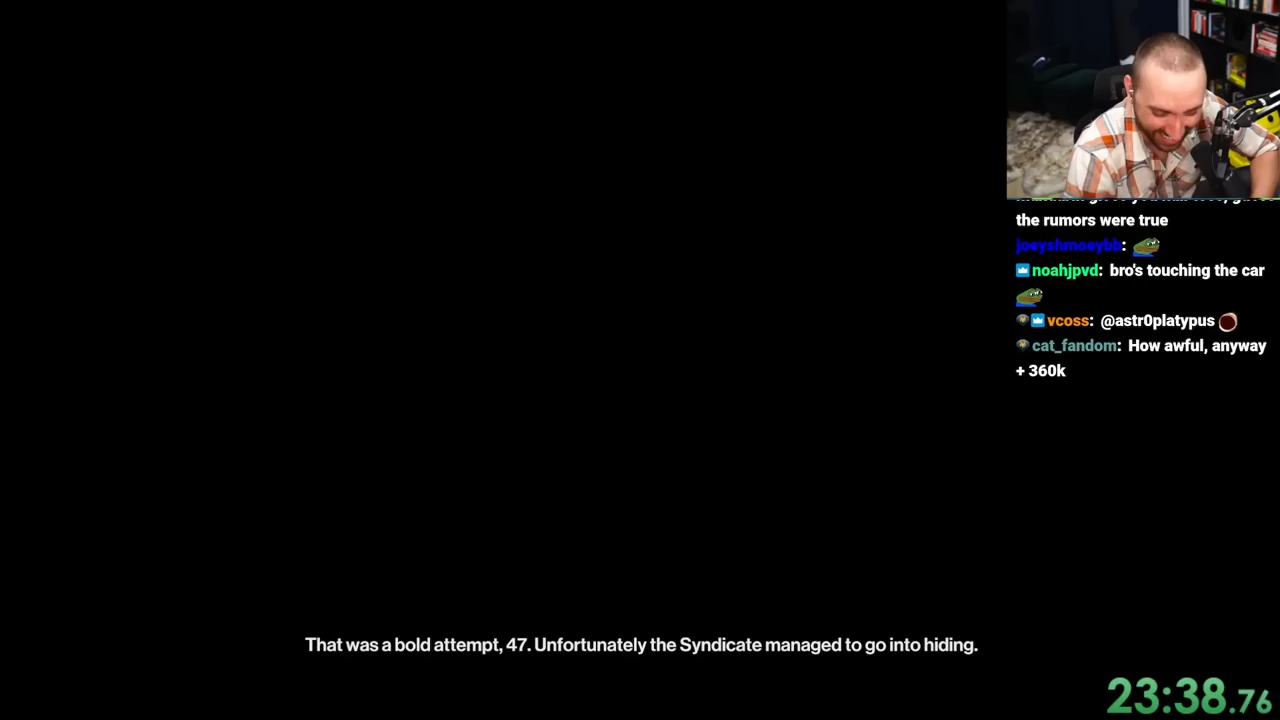 the rumors were true
joeyshmoeybb:
noahjpvd: bro's touching the car
vcoss: @astr0platypus
cat_fandom: How awful, anyway
+ 360k
That was a bold attempt, 47. Unfortunately the Syndicate managed to go into hiding.
23:38.76